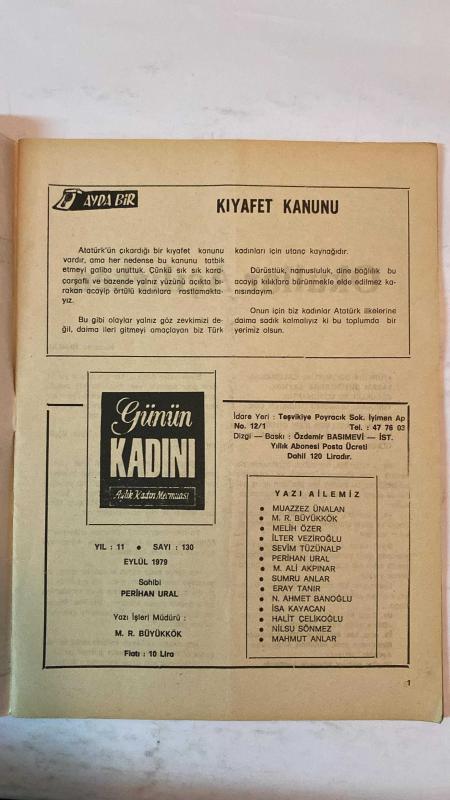 AYDA BİR
KIYAFET KANUNU
Atatürk'ün çıkardığı bir kıyafet kanunu
vardır, ama her nedense bu kanunu tatbik
etmeyi galiba unuttuk. Çünkü sık sık kara-
çarşaflı ve bazende yalnız yüzünü açıkta bı-
rakan acayip örtülü kadınlara rastlamakta-
yız.
Bu gibi olaylar yalnız göz zevkimizi de-
ğil, daima ileri gitmeyi amaçlayan biz Türk
kadınları için utanç kaynağıdır.
Dürüstlük, namusluluk, dine bağlılık bu
acayip kılıklara bürünmekle elde edilmez ka-
nısındayım.
Onun için biz kadınlar Atatürk ilkelerine
daima sadık kalmalıyız ki bu toplumda bir
yerimiz olsun.
Günün
KADINI
Aylık Kadın Mecmuası
YIL : 11 ● SAYI : 130
EYLÜL 1979
Sahibi
PERİHAN URAL
Yazı İşleri Müdürü :
M. R. BÜYÜKKÖK
Fiatı : 10 Lira
İdare Yeri : Teşvikiye Poyracık Sok. İyimen Ap
No. 12/1 Tel. : 47 76 03
Dizgi — Baskı : Özdemir BASIMEVİ — İST.
Yıllık Abonesi Posta Ücreti
Dahil 120 Liradır.
YAZI AİLEMİZ
● MUAZZEZ ÜNALAN
● M. R. BÜYÜKKÖK
● MELİH ÖZER
● İLTER VEZİROĞLU
● SEVİM TÜZÜNALP
● PERİHAN URAL
● M. ALİ AKPINAR
● SUMRU ANLAR
● ERAY TANIR
● N. AHMET BANOĞLU
● İSA KAYACAN
● HALİT ÇELİKOĞLU
● NİLSU SÖNMEZ
● MAHMUT ANLAR
1